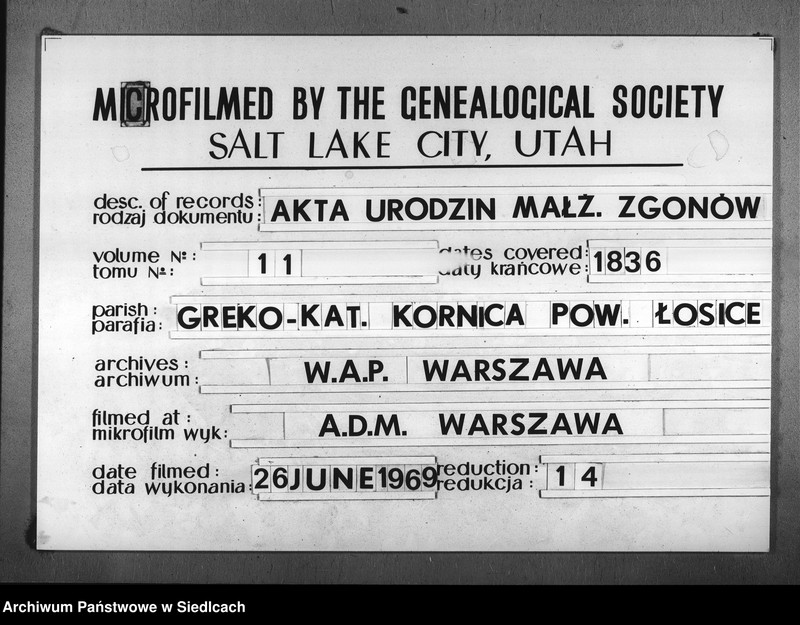 MICROFILMED BY THE GENEALOGICAL SOCIETY
SALT LAKE CITY, UTAH
desc. of records: AKTA URODZIN MAŁŻ. ZGONÓW
rodzaj dokumentu:
volume №: 11 dates covered: 1836
tomu №: daty krańcowe:
parish: GREKO-KAT. KORNICA POW. ŁOSICE
parafia:
archives: W.A.P. WARSZAWA
archiwum:
filmed at: A.D.M. WARSZAWA
mikrofilm wyk:
date filmed: 26 JUNE 1969 reduction: 14
data wykonania: redukcja:
Archiwum Państwowe w Siedlcach